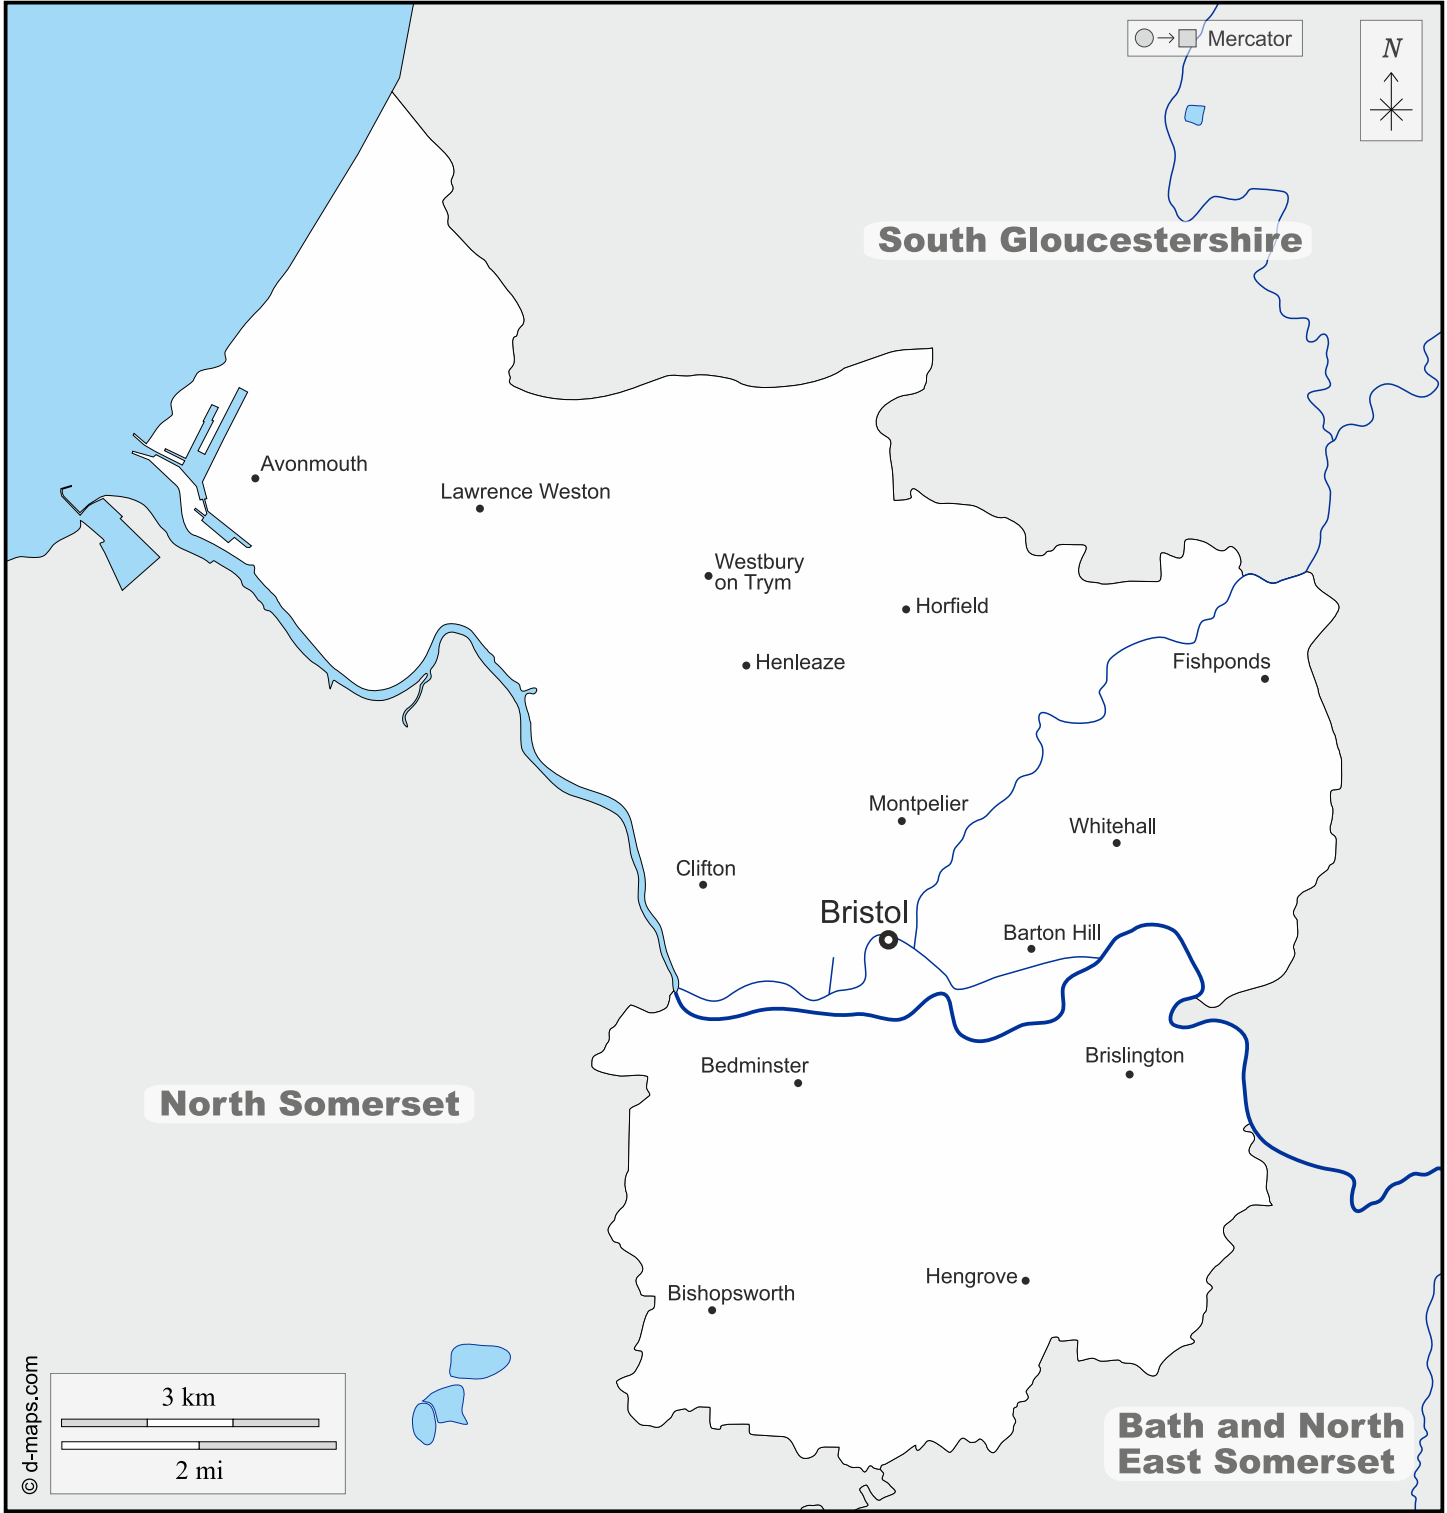 Mercator
N
South Gloucestershire
Avonmouth
Lawrence Weston
Westbury
on Trym
Horfield
Henleaze
Fishponds
Montpelier
Whitehall
Clifton
Bristol
Barton Hill
Bedminster
Brislington
North Somerset
Hengrove
Bishopsworth
© d-maps.com
3 km
2 mi
Bath and North
East Somerset